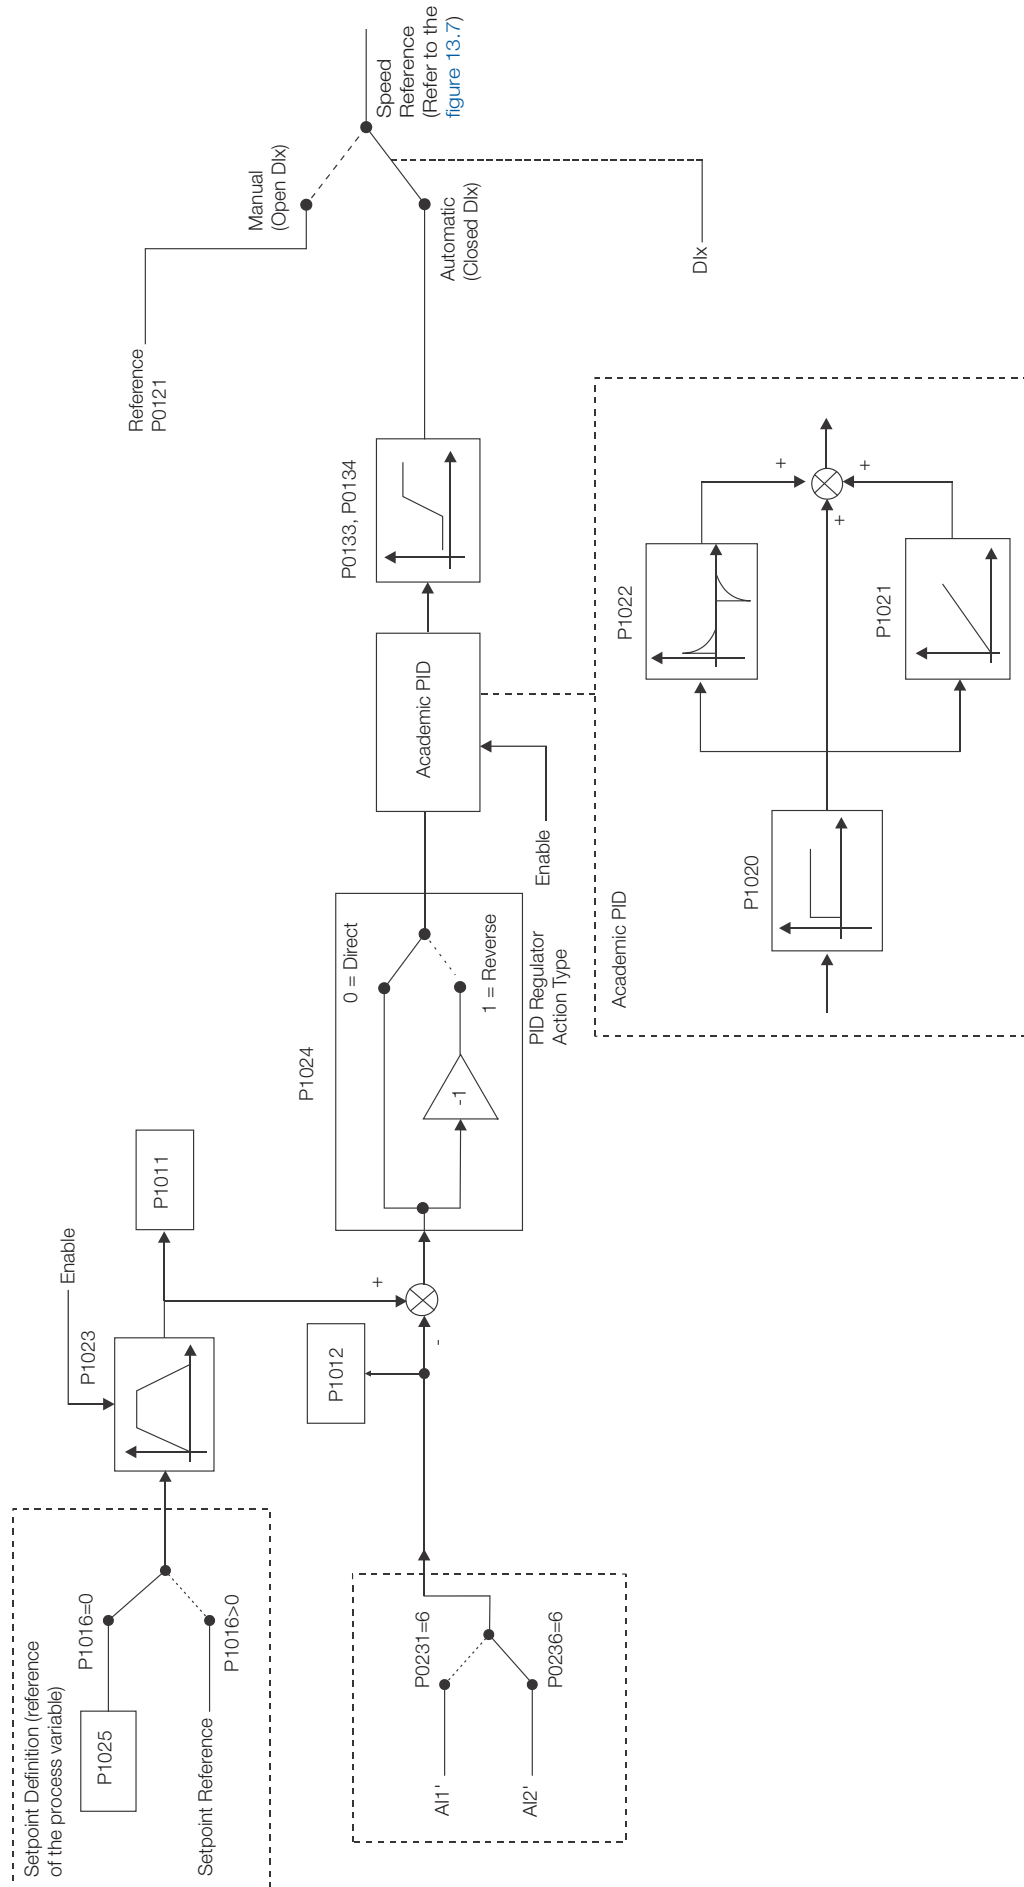 Setpoint Definition (reference
of the process variable)
P1025
P1016=0
Setpoint Reference
P1016>0
P1023
Enable
P1011
AI1'
P0231=6
AI2'
P0236=6
P1012
+
-
P1024
0 = Direct
-1
1 = Reverse
PID Regulator
Action Type
Enable
Academic PID
P0133, P0134
Reference
P0121
Manual
(Open DIx)
Automatic
(Closed DIx)
Speed
Reference
(Refer to the
figure 13.7)
DIx
Academic PID
P1020
P1022
P1021
+
+
+